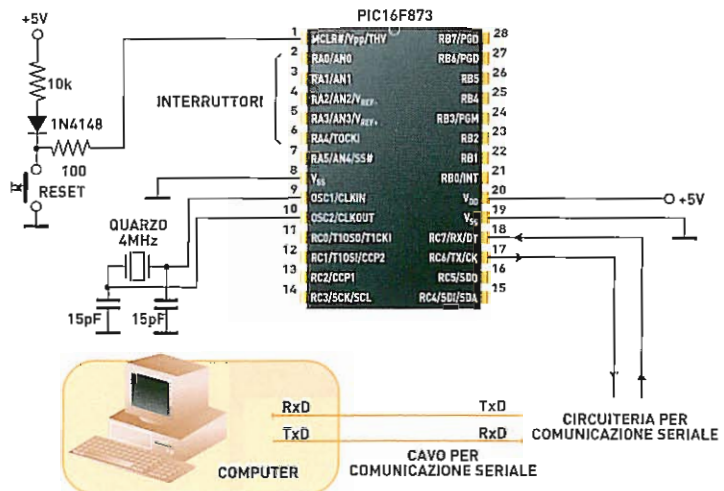 PIC16F873
+5V
10k
1N4148
100
RESET
INTERRUTTORI
QUARZO
4MHz
15pF
15pF
1 MCLR#/Vpp/THV
2 RA0/AN0
3 RA1/AN1
4 RA2/AN2/VREF-
5 RA3/AN3/VREF+
6 RA4/TOCKI
7 RA5/AN4/SS#
8 VSS
9 OSC1/CLKIN
10 OSC2/CLKOUT
11 RC0/T1OSO/T1CKI
12 RC1/T1OSI/CCP2
13 RC2/CCP1
14 RC3/SCK/SCL
RB7/PGD 28
RB6/PGD 27
RB5 26
RB4 25
RB3/PGM 24
RB2 23
RB1 22
RB0/INT 21
VDD 20
VSS 19
RC7/RX/DT 18
RC6/TX/CK 17
RC5/SDO 16
RC4/SDI/SDA 15
+5V
RxD
TxD
TxD
RxD
COMPUTER
CAVO PER
COMUNICAZIONE SERIALE
CIRCUITERIA PER
COMUNICAZIONE SERIALE